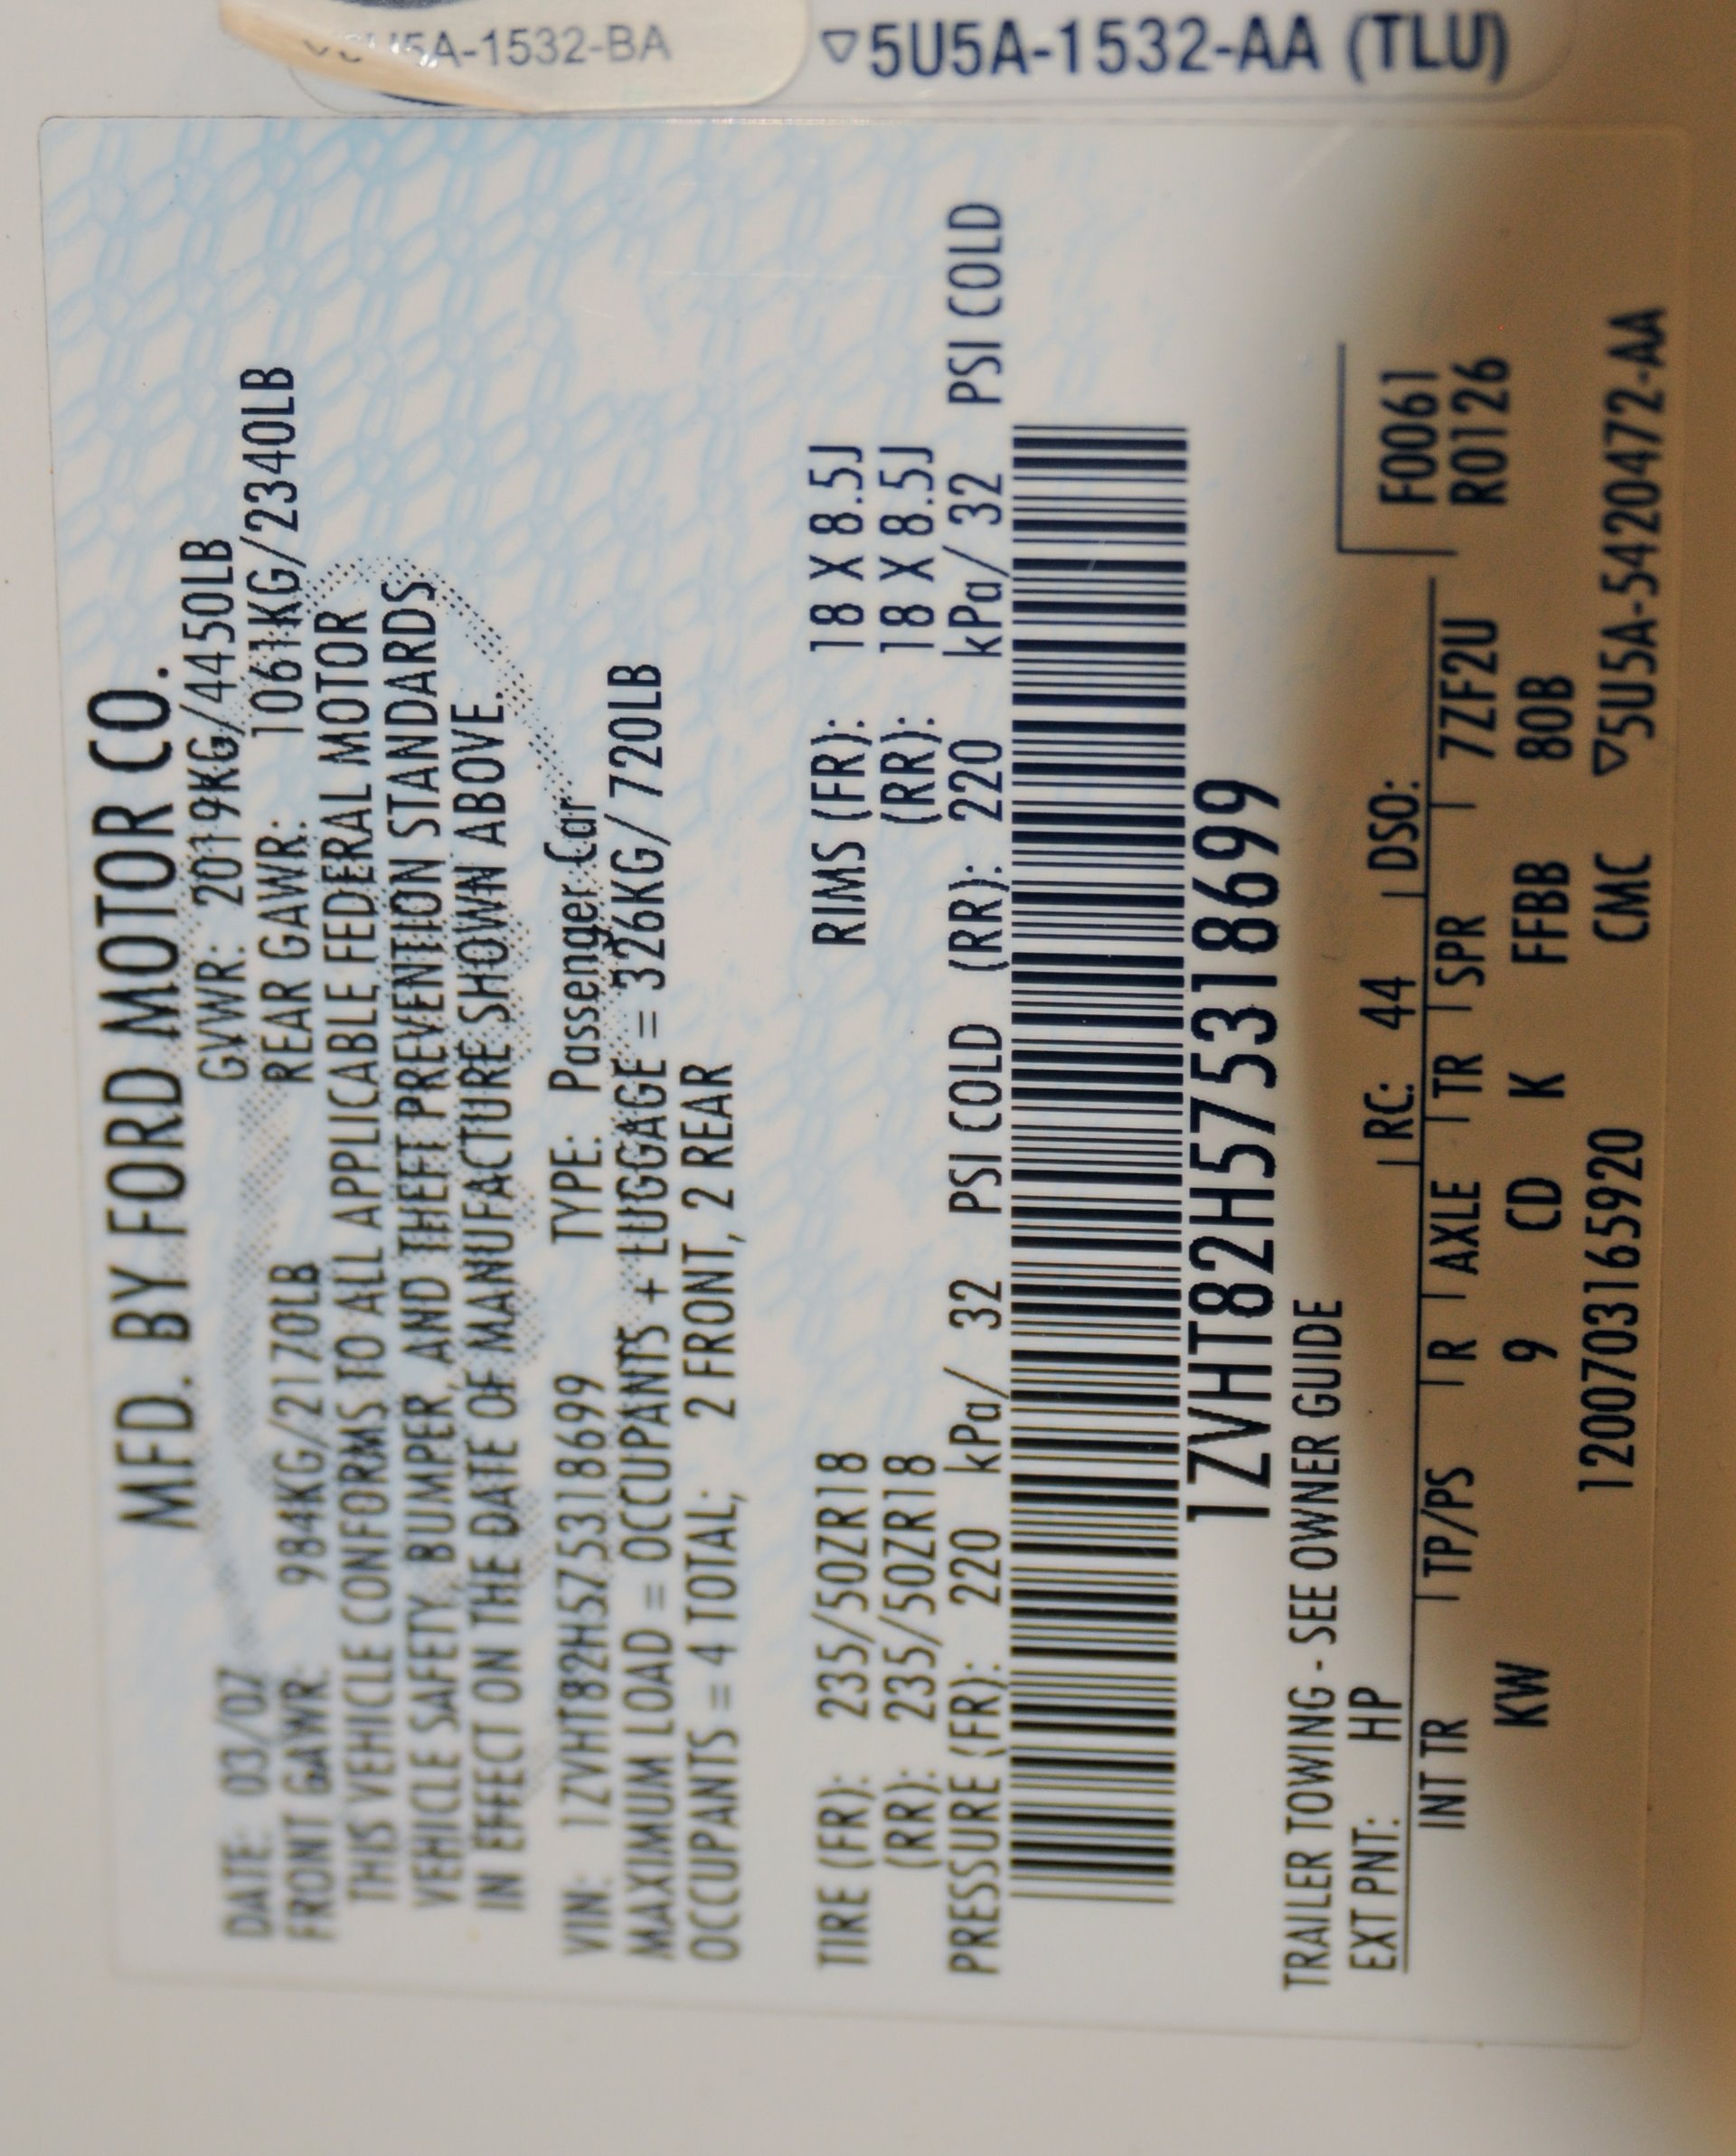 5A-1532-BA
▽5U5A-1532-AA (TLU)
MFD. BY FORD MOTOR CO.
DATE: 03/07 GVWR: 2019KG/4450LB
FRONT GAWR: 984KG/2170LB REAR GAWR: 1061KG/2340LB
THIS VEHICLE CONFORMS TO ALL APPLICABLE FEDERAL MOTOR
VEHICLE SAFETY, BUMPER, AND THEFT PREVENTION STANDARDS
IN EFFECT ON THE DATE OF MANUFACTURE SHOWN ABOVE.
VIN: 1ZVHT82H575318699 TYPE: Passenger Car
MAXIMUM LOAD = OCCUPANTS + LUGGAGE = 326KG/720LB
OCCUPANTS = 4 TOTAL; 2 FRONT, 2 REAR
TIRE (FR): 235/50ZR18 RIMS (FR): 18 X 8.5J
(RR): 235/50ZR18 (RR): 18 X 8.5J
PRESSURE (FR): 220 kPa/ 32 PSI COLD (RR): 220 kPa/ 32 PSI COLD
1ZVHT82H575318699
TRAILER TOWING - SEE OWNER GUIDE
EXT PNT: HP RC: 44 DSO: F0061
INT TR TP/PS R AXLE TR SPR 7ZF2U R0126
KW 9 CD K FFBB 80B
120070316592​0 CMC ▽5U5A-5420472-AA